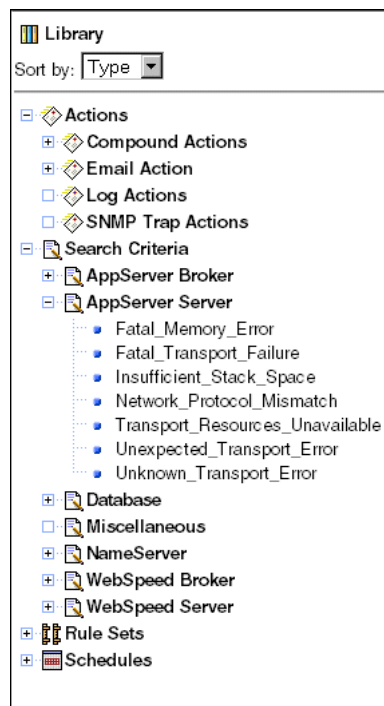 Library
Sort by: Type
Actions
Compound Actions
Email Action
Log Actions
SNMP Trap Actions
Search Criteria
AppServer Broker
AppServer Server
Fatal_Memory_Error
Fatal_Transport_Failure
Insufficient_Stack_Space
Network_Protocol_Mismatch
Transport_Resources_Unavailable
Unexpected_Transport_Error
Unknown_Transport_Error
Database
Miscellaneous
NameServer
WebSpeed Broker
WebSpeed Server
Rule Sets
Schedules